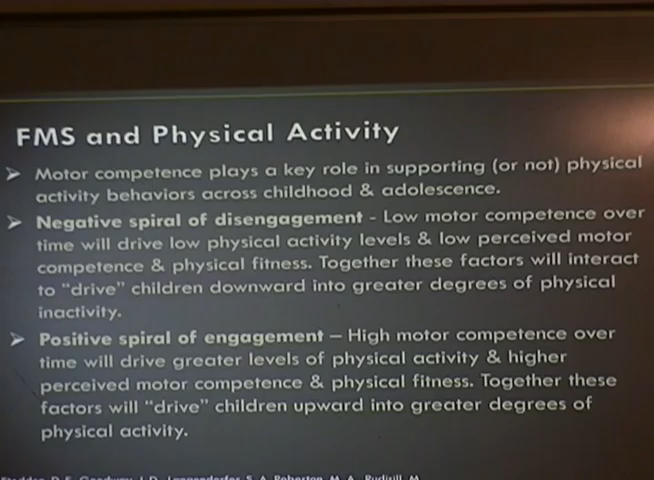 FMS and Physical Activity
➤ Motor competence plays a key role in supporting (or not) physical
activity behaviors across childhood & adolescence.
➤ Negative spiral of disengagement - Low motor competence over
time will drive low physical activity levels & low perceived motor
competence & physical fitness. Together these factors will interact
to “drive” children downward into greater degrees of physical
inactivity.
➤ Positive spiral of engagement – High motor competence over
time will drive greater levels of physical activity & higher
perceived motor competence & physical fitness. Together these
factors will “drive” children upward into greater degrees of
physical activity.